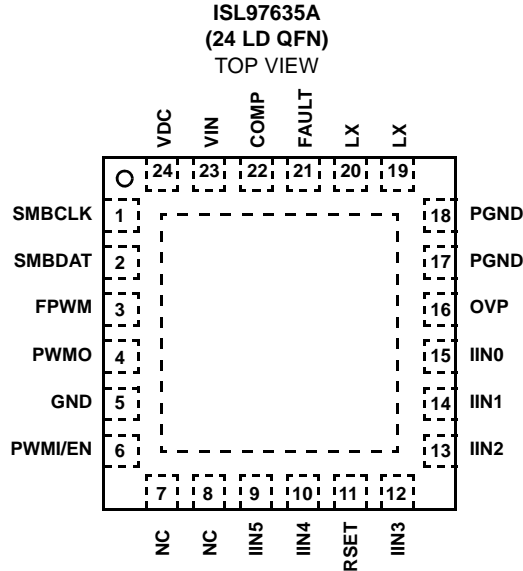 ISL97635A
(24 LD QFN)
TOP VIEW
VDC
VIN
COMP
FAULT
LX
LX
24 23 22 21 20 19
SMBCLK 1
SMBDAT 2
FPWM 3
PWMO 4
GND 5
PWMI/EN 6
18 PGND
17 PGND
16 OVP
15 IIN0
14 IIN1
13 IIN2
7 8 9 10 11 12
NC
NC
IIN5
IIN4
RSET
IIN3